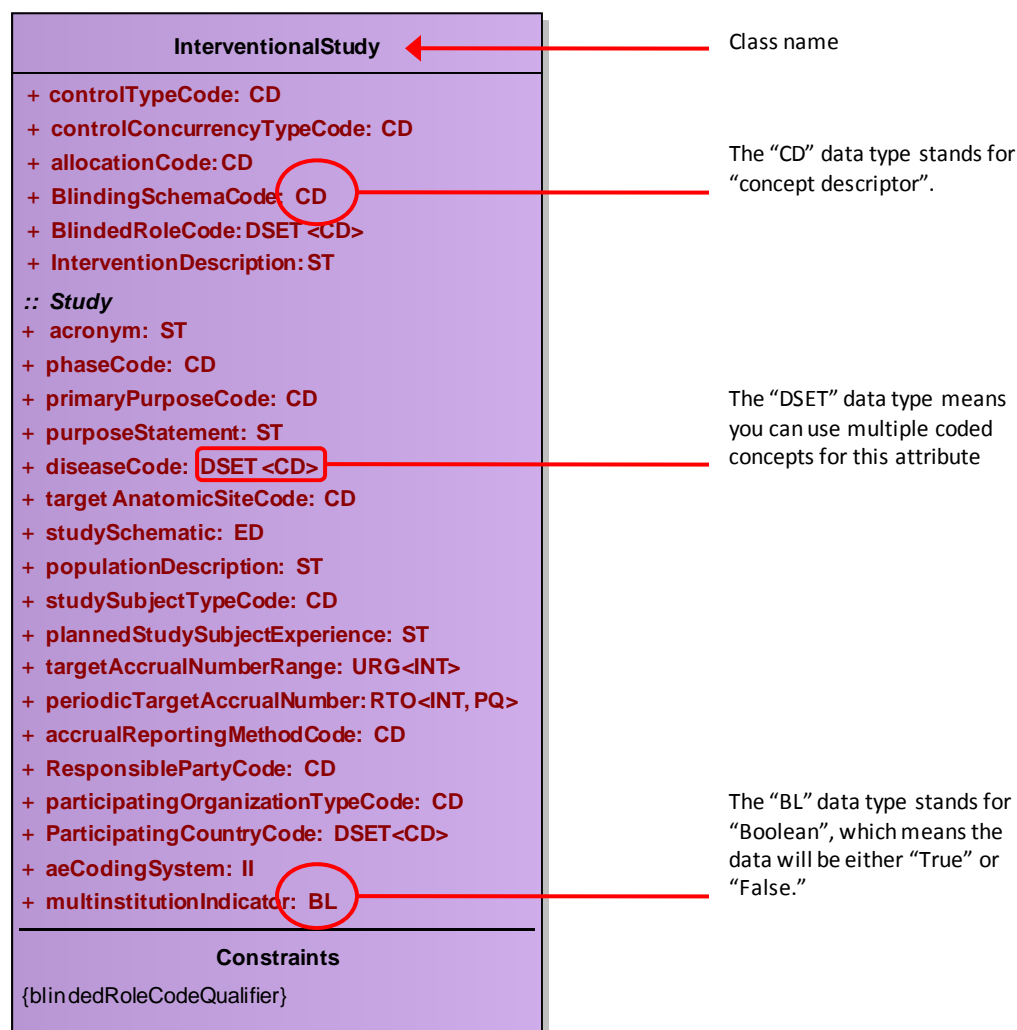 InterventionalStudy
+ controlTypeCode: CD
+ controlConcurrencyTypeCode: CD
+ allocationCode: CD
+ BlindingSchemaCode: CD
+ BlindedRoleCode: DSET <CD>
+ InterventionDescription: ST
:: Study
+ acronym: ST
+ phaseCode: CD
+ primaryPurposeCode: CD
+ purposeStatement: ST
+ diseaseCode: DSET <CD>
+ target AnatomicSiteCode: CD
+ studySchematic: ED
+ populationDescription: ST
+ studySubjectTypeCode: CD
+ plannedStudySubjectExperience: ST
+ targetAccrualNumberRange: URG<INT>
+ periodicTargetAccrualNumber: RTO<INT, PQ>
+ accrualReportingMethodCode: CD
+ ResponsiblePartyCode: CD
+ participatingOrganizationTypeCode: CD
+ ParticipatingCountryCode: DSET<CD>
+ aeCodingSystem: II
+ multinstitutionIndicator: BL
Constraints
{blindedRoleCodeQualifier}
Class name
The “CD” data type stands for
“concept descriptor”.
The “DSET” data type means
you can use multiple coded
concepts for this attribute
The “BL” data type stands for
“Boolean”, which means the
data will be either “True” or
“False.”